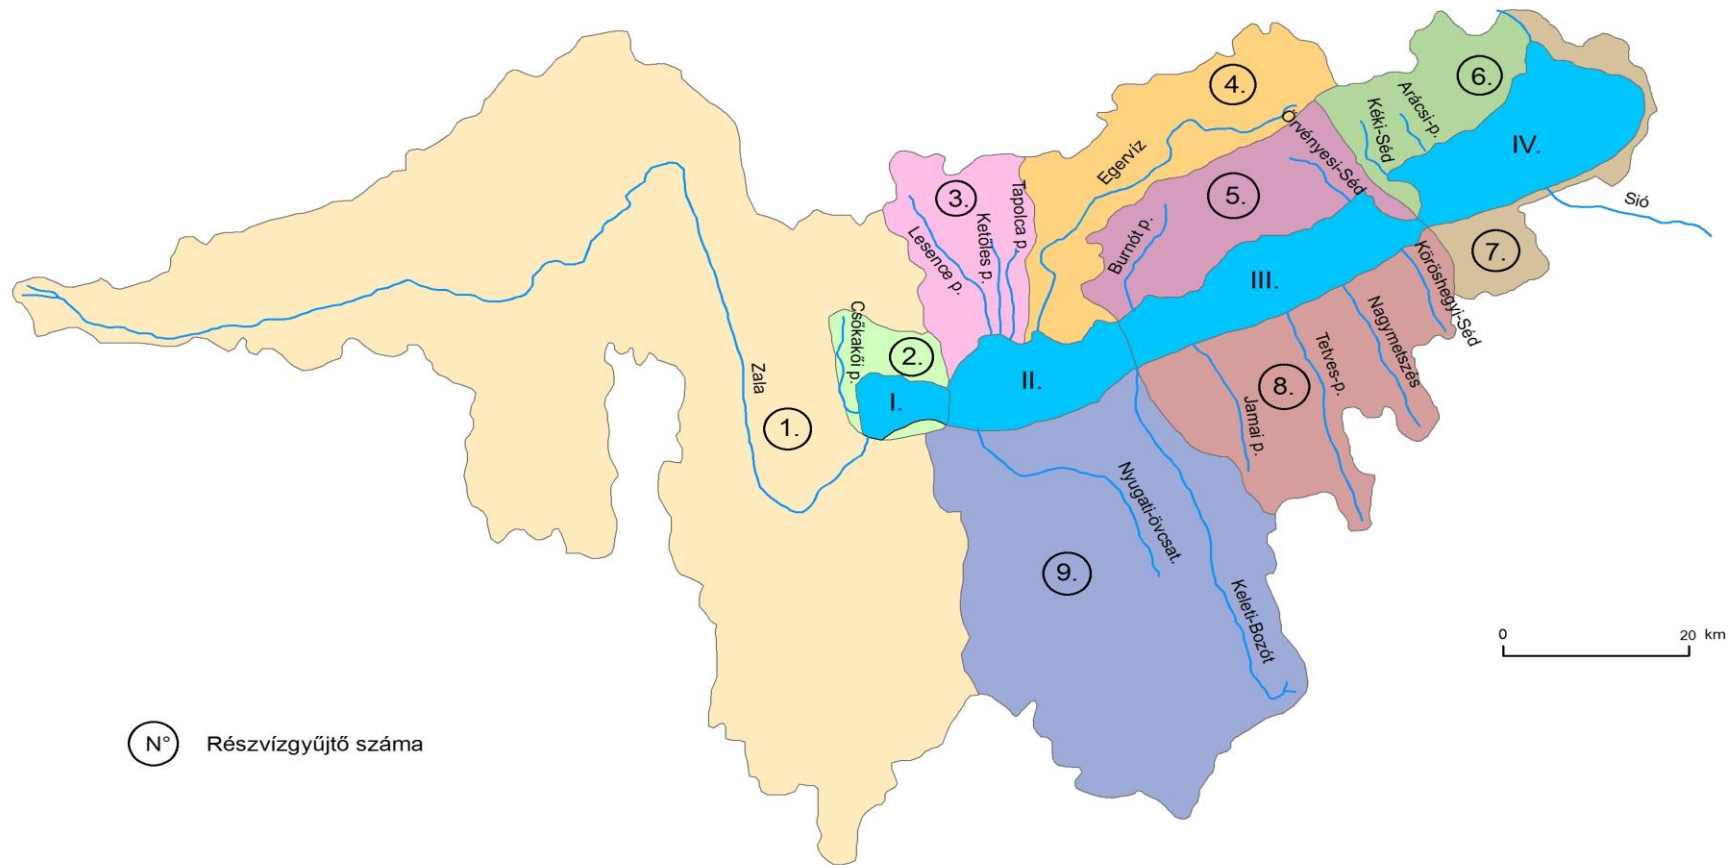 4.
6.
Arácsi-p.
Kéki-Séd
Örvényesi-Séd
IV.
Egervíz
3.
Tapolca p.
Ketőles p.
Lesence p.
5.
Sió
Burnót p.
7.
III.
Köröshegyi-Séd
Csókakői p.
2.
Nagymetszés
Tetves-p.
Zala
II.
8.
I.
1.
Jamai p.
Nyugati-övcsat.
9.
Keleti-Bozót
0 20 km
N° Részvízgyűjtő száma